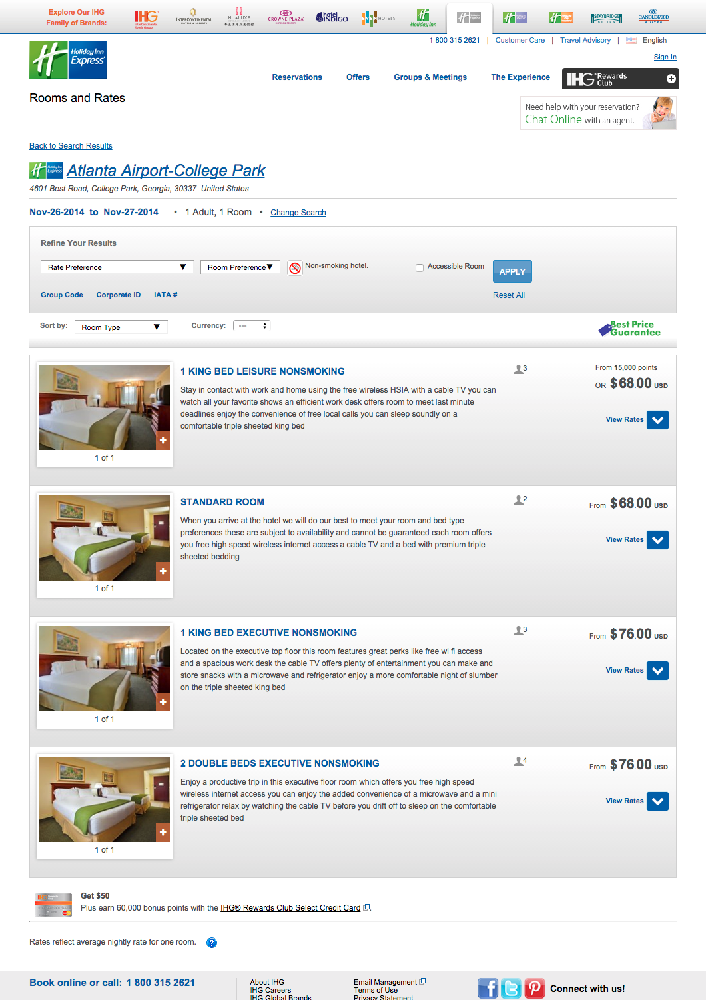 Explore Our IHG
Family of Brands:
IHG
InterContinental
Hotels Group
INTERCONTINENTAL
HOTELS & RESORTS
HUALUXE
CROWNE PLAZA
HOTELS & RESORTS
hotel
INDIGO
EVEN HOTELS
Holiday Inn
STAYBRIDGE
SUITES
CANDLEWOOD
SUITES
1 800 315 2621 | Customer Care | Travel Advisory | English
Sign In
Holiday Inn
Express
Reservations Offers Groups & Meetings The Experience
IHG® Rewards
Club
Rooms and Rates
Need help with your reservation?
Chat Online with an agent.
Back to Search Results
Holiday Inn
Express
Atlanta Airport-College Park
4601 Best Road, College Park, Georgia, 30337 United States
Nov-26-2014 to Nov-27-2014 • 1 Adult, 1 Room • Change Search
Refine Your Results
Rate Preference Room Preference Non-smoking hotel. Accessible Room APPLY
Group Code Corporate ID IATA # Reset All
Sort by: Room Type Currency: ---
Best Price
Guarantee
1 KING BED LEISURE NONSMOKING 3 From 15,000 points
OR $68.00 USD
Stay in contact with work and home using the free wireless HSIA with a cable TV you can
watch all your favorite shows an efficient work desk offers room to meet last minute
deadlines enjoy the convenience of free local calls you can sleep soundly on a
comfortable triple sheeted king bed
View Rates
1 of 1
STANDARD ROOM 2 From $68.00 USD
When you arrive at the hotel we will do our best to meet your room and bed type
preferences these are subject to availability and cannot be guaranteed each room offers
you free high speed wireless internet access a cable TV and a bed with premium triple
sheeted bedding
View Rates
1 of 1
1 KING BED EXECUTIVE NONSMOKING 3 From $76.00 USD
Located on the executive top floor this room features great perks like free wi fi access
and a spacious work desk the cable TV offers plenty of entertainment you can make and
store snacks with a microwave and refrigerator enjoy a more comfortable night of slumber
on the triple sheeted king bed
View Rates
1 of 1
2 DOUBLE BEDS EXECUTIVE NONSMOKING 4 From $76.00 USD
Enjoy a productive trip in this executive floor room which offers you free high speed
wireless internet access you can enjoy the added convenience of a microwave and a mini
refrigerator relax by watching the cable TV before you drift off to sleep on the comfortable
triple sheeted bed
View Rates
1 of 1
Get $50
Plus earn 60,000 bonus points with the IHG® Rewards Club Select Credit Card.
Rates reflect average nightly rate for one room.
Book online or call: 1 800 315 2621
About IHG
IHG Careers
IHG Global Brands
Email Management
Terms of Use
Privacy Statement
Connect with us!